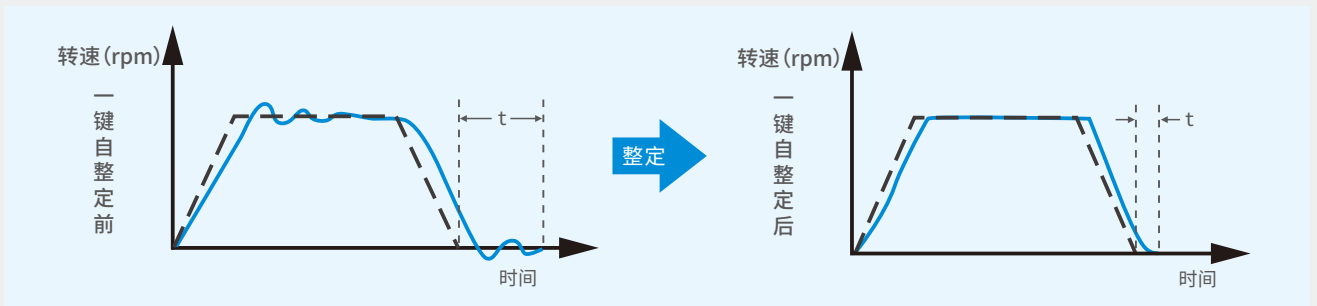 转速(rpm)
一键自整定前
t
时间
整定
转速(rpm)
一键自整定后
t
时间